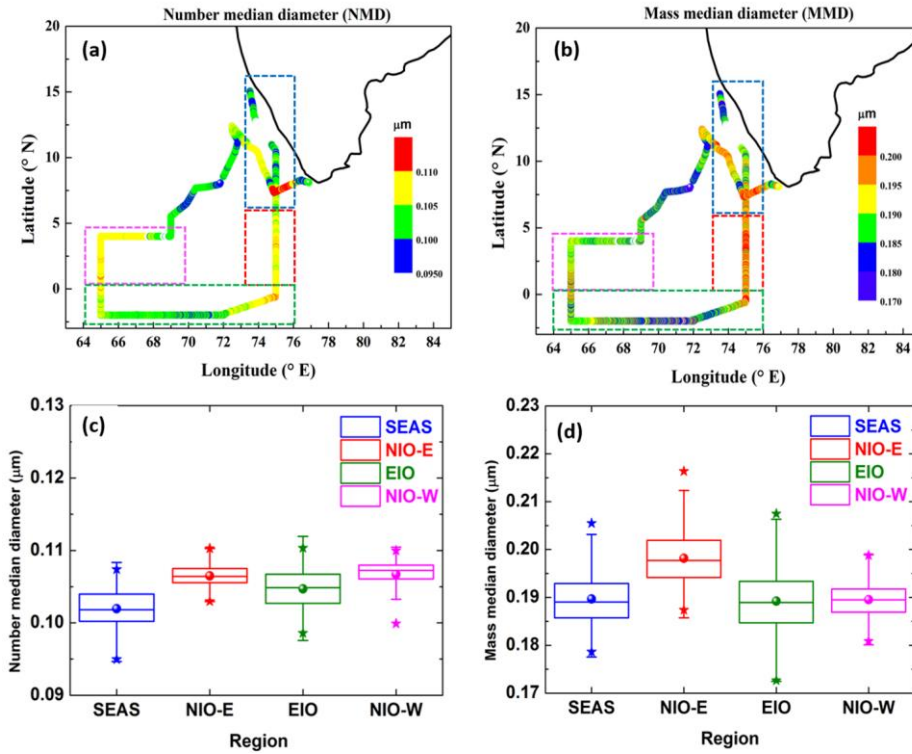 Number median diameter (NMD)
(a)
20
15
10
5
0
Latitude (° N)
64 66 68 70 72 74 76 78 80 82 84
Longitude (° E)
μm
0.110
0.105
0.100
0.0950
Mass median diameter (MMD)
(b)
20
15
10
5
0
Latitude (° N)
64 66 68 70 72 74 76 78 80 82 84
Longitude (° E)
μm
0.200
0.195
0.190
0.185
0.180
0.170
(c)
0.13
0.12
0.11
0.10
0.09
Number median diameter (μm)
SEAS
NIO-E
EIO
NIO-W
SEAS NIO-E EIO NIO-W
Region
(d)
0.23
0.22
0.21
0.20
0.19
0.18
0.17
Mass median diameter (μm)
SEAS
NIO-E
EIO
NIO-W
SEAS NIO-E EIO NIO-W
Region